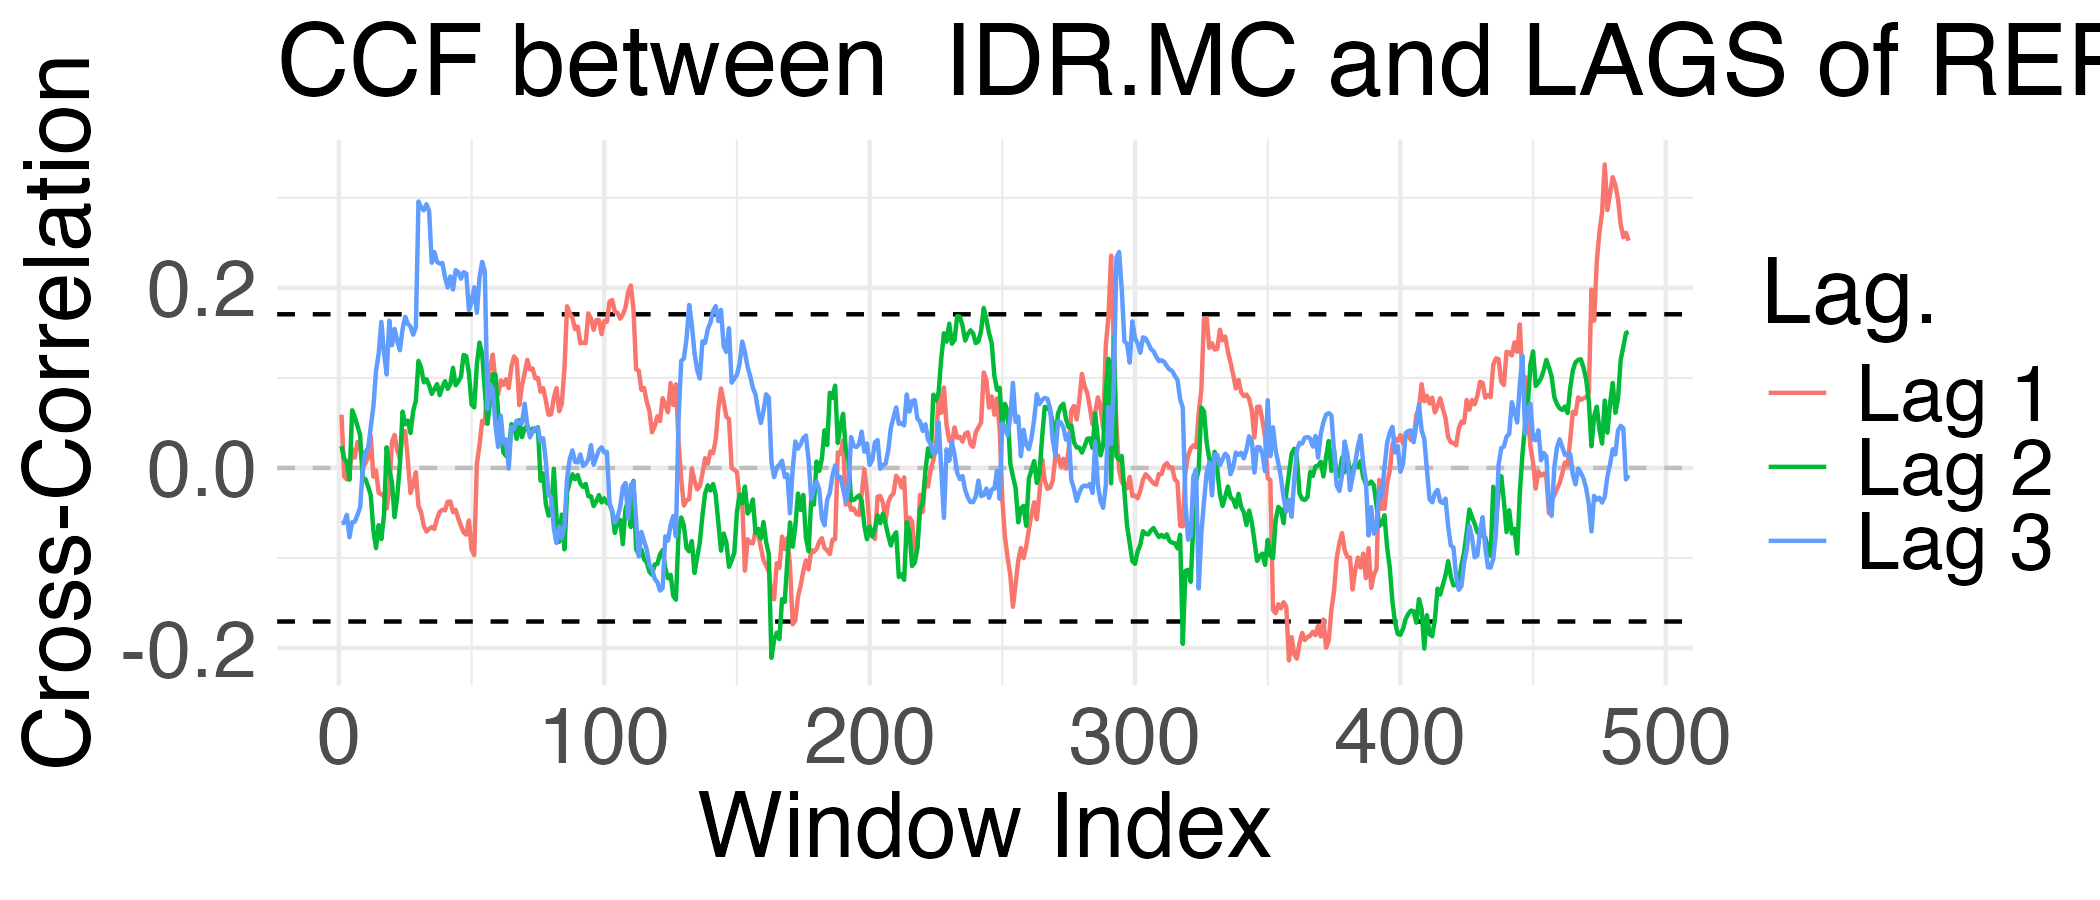 CCF between  IDR.MC and LAGS of REP
Cross-Correlation
0.2
0.0
-0.2
0
100
200
300
400
500
Window Index
Lag.
Lag 1
Lag 2
Lag 3